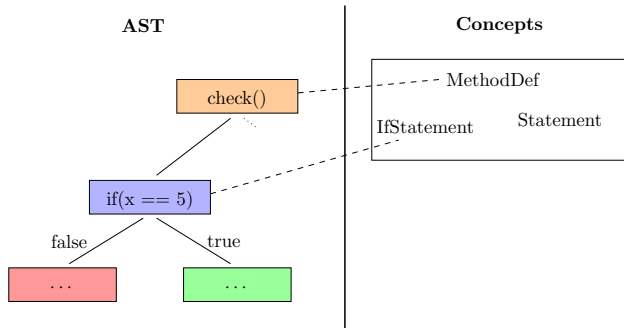 AST
Concepts
MethodDef
check()
Statement
IfStatement
if(x == 5)
false
true
...
...